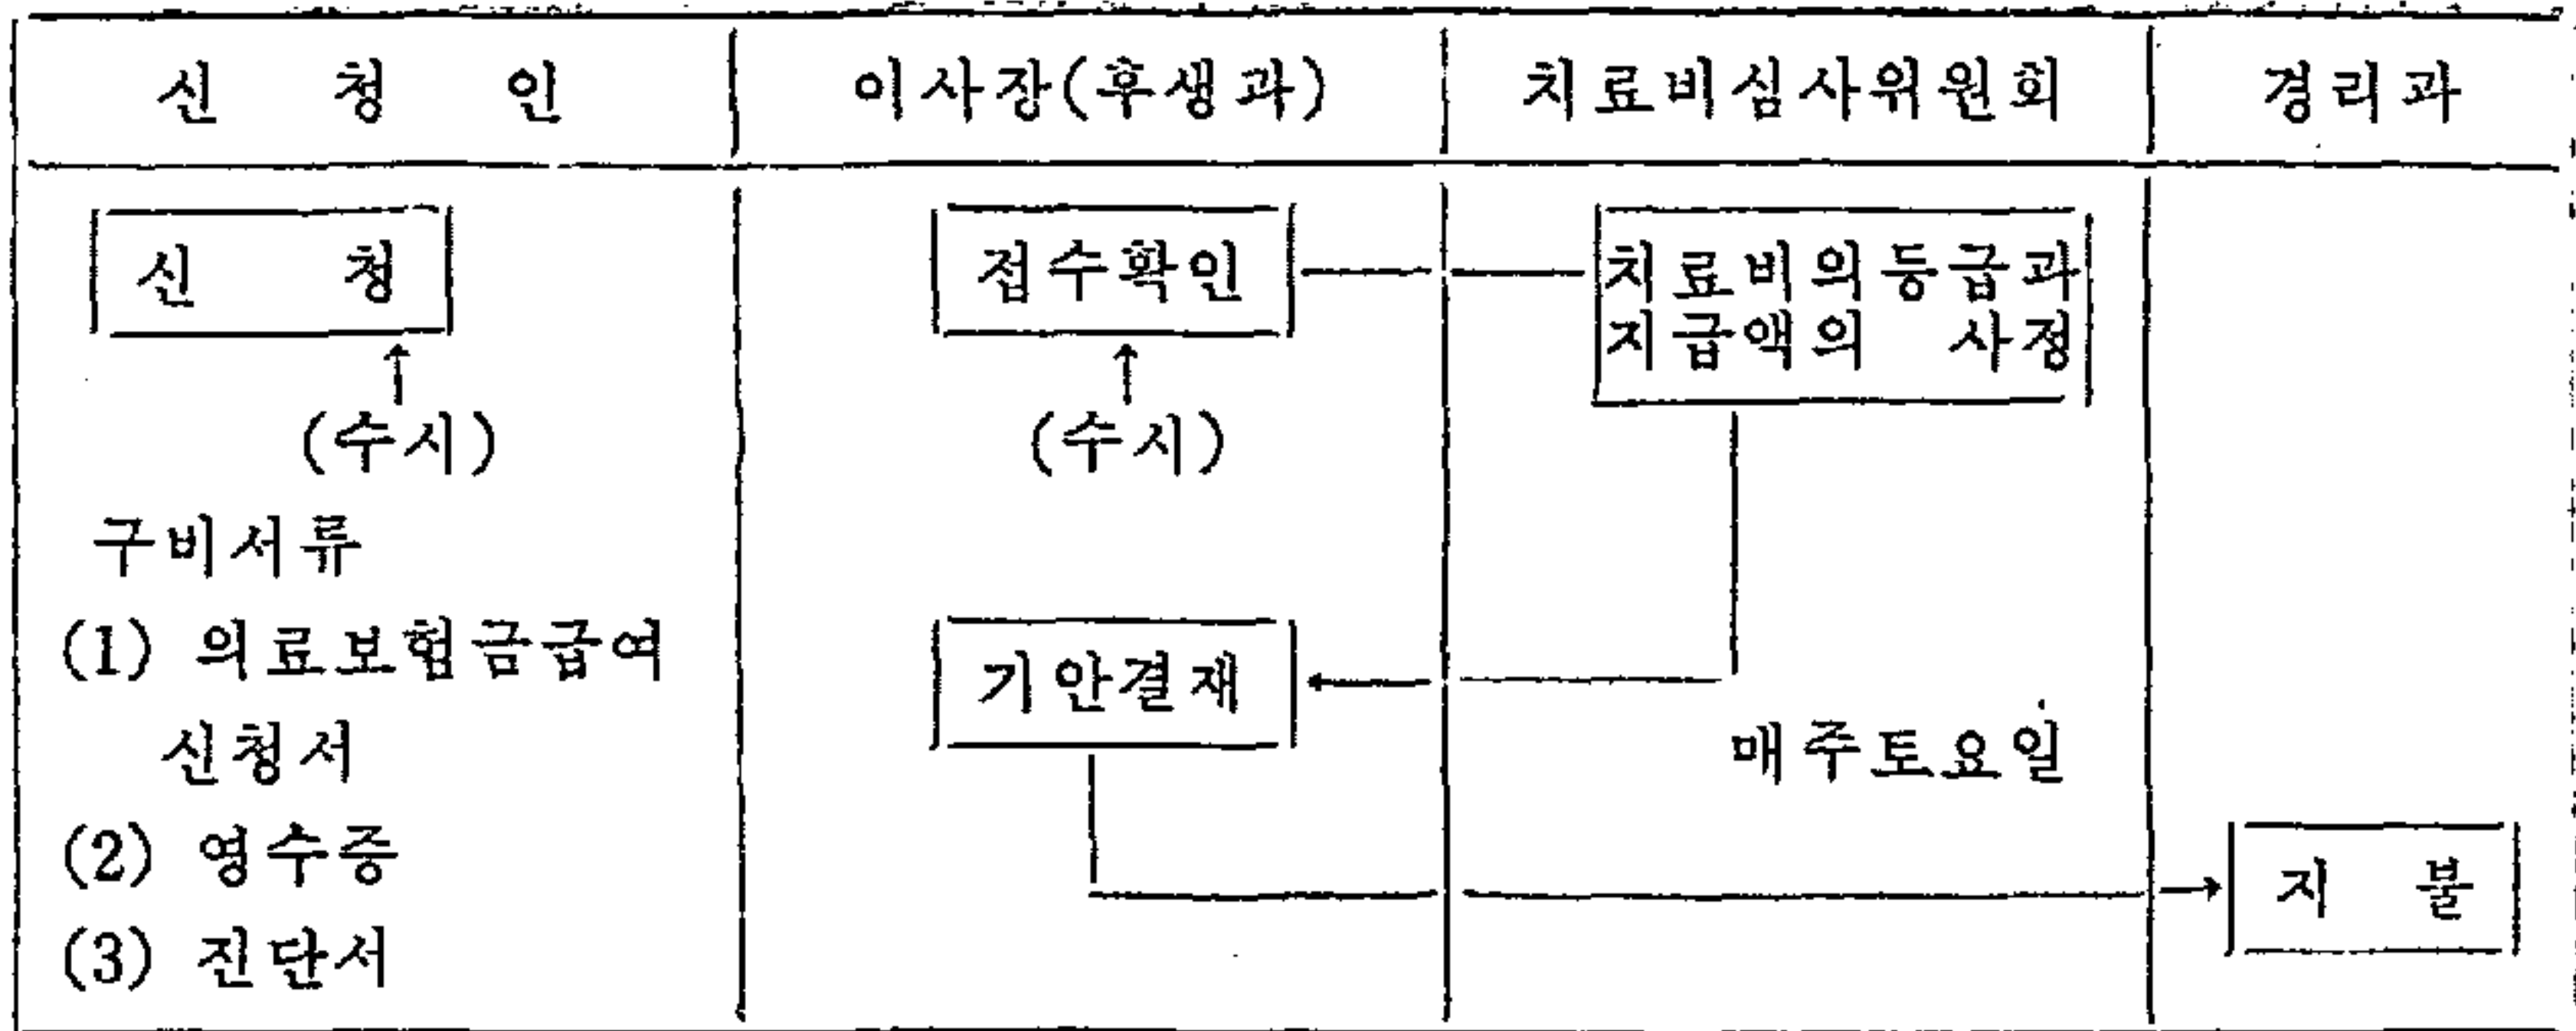 신 청 인
이사장(후생과)
치료비심사위원회
경리과
신 청
(수시)
구비서류
(1) 의료보험금급여
신청서
(2) 영수증
(3) 진단서
접수확인
(수시)
기안결재
치료비의등급과
지급액의 사정
매주토요일
지 불